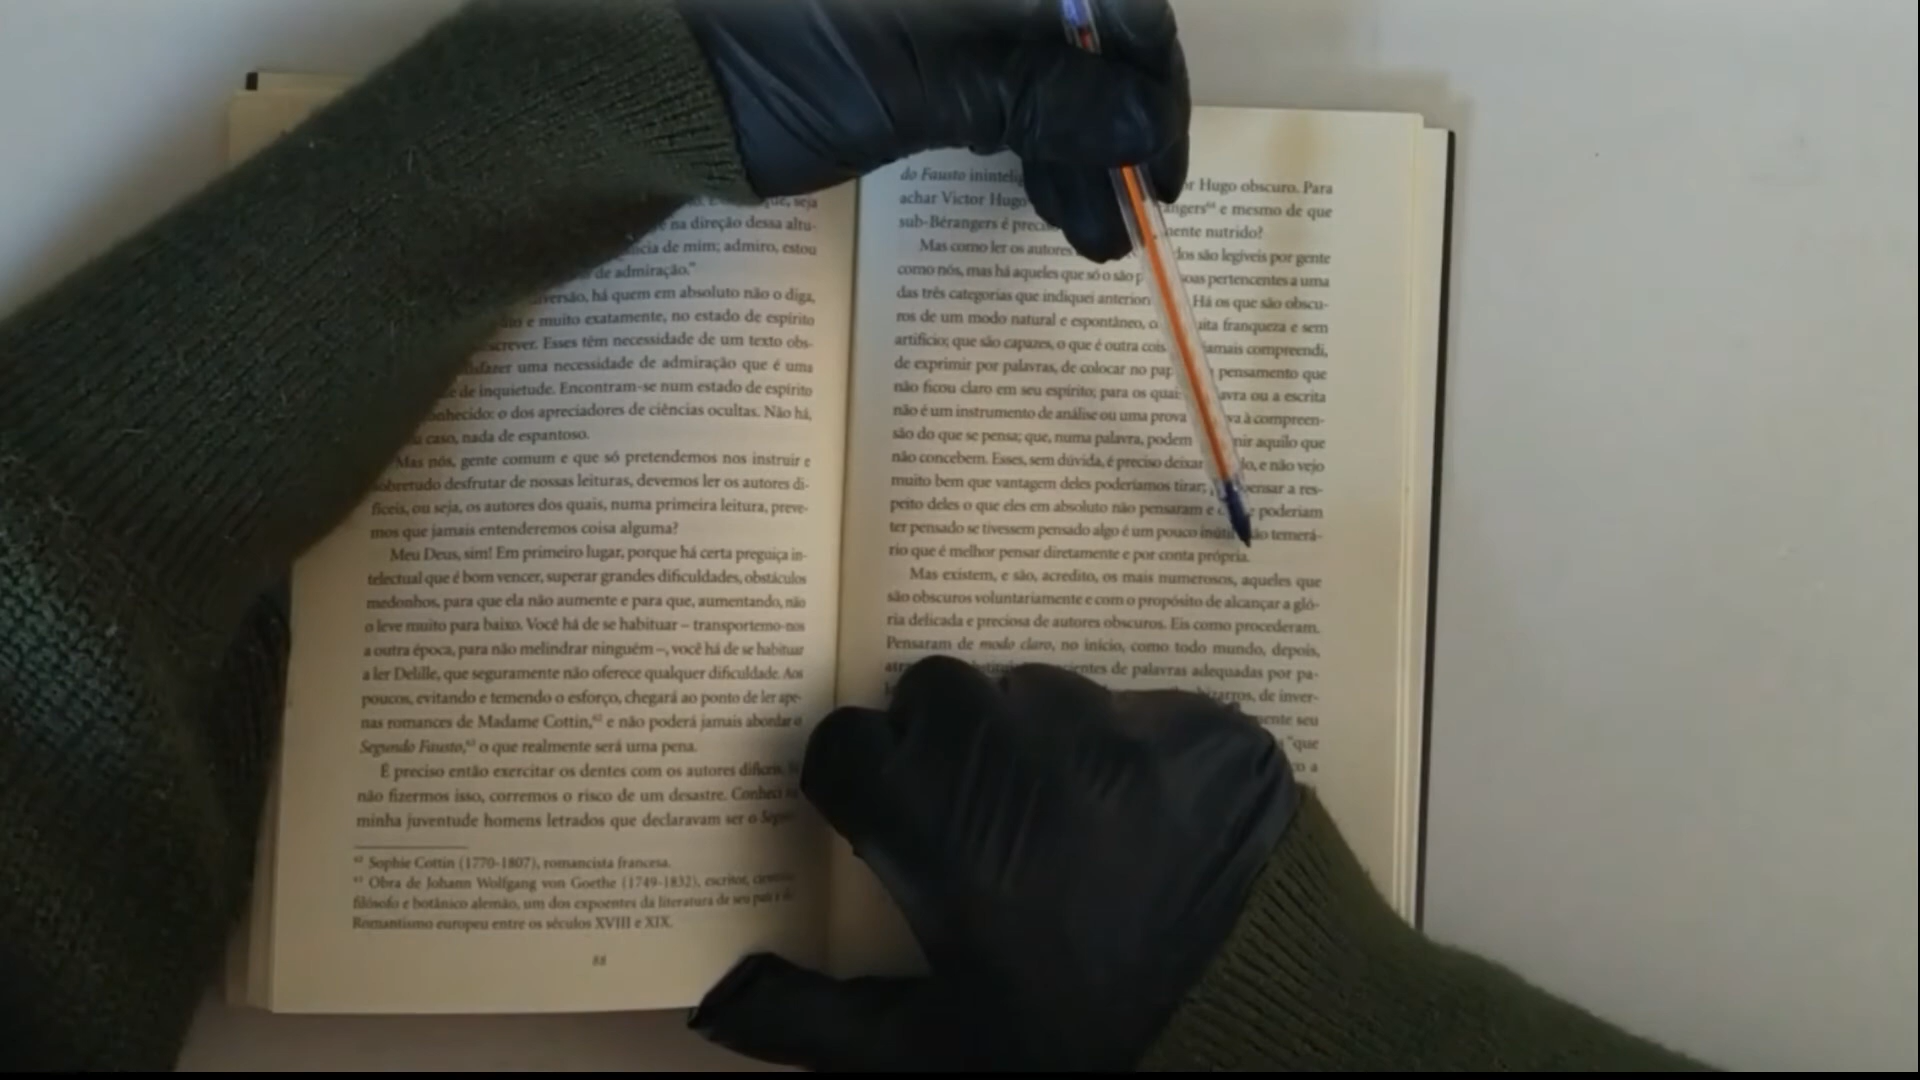 que, seja
na direção dessa altu-
de mim; admiro, estou
de admiração."
há quem em absoluto não o diga,
e muito exatamente, no estado de espírito
Esses têm necessidade de um texto obs-
uma necessidade de admiração que é uma
de inquietude. Encontram-se num estado de espírito
o dos apreciadores de ciências ocultas. Não há,
caso, nada de espantoso.
Mas nós, gente comum e que só pretendemos nos instruir e
sobretudo desfrutar de nossas leituras, devemos ler os autores di-
fíceis, ou seja, os autores dos quais, numa primeira leitura, preve-
mos que jamais entenderemos coisa alguma?
Meu Deus, sim! Em primeiro lugar, porque há certa preguiça in-
telectual que é bom vencer, superar grandes dificuldades, obstáculos
medonhos, para que ela não aumente e para que, aumentando, não
o leve muito para baixo. Você há de se habituar – transportemo-nos
a outra época, para não melindrar ninguém –, você há de se habituar
a ler Delille, que seguramente não oferece qualquer dificuldade. Aos
poucos, evitando e temendo o esforço, chegará ao ponto de ler ape-
nas romances de Madame Cottin,⁶² e não poderá jamais abordar o
Segundo Fausto,⁶³ o que realmente será uma pena.
É preciso então exercitar os dentes com os autores difíceis.
não fizermos isso, corremos o risco de um desastre. Conheci
minha juventude homens letrados que declaravam ser o
⁶² Sophie Cottin (1770-1807), romancista francesa.
⁶³ Obra de Johann Wolfgang von Goethe (1749-1832), escritor,
filósofo e botânico alemão, um dos expoentes da literatura de seu país e do
Romantismo europeu entre os séculos XVIII e XIX.
88
do Fausto Hugo obscuro. Para
achar Victor Hugo e mesmo de que
sub-Bérangers é nutrido?
Mas como ler os autores são legíveis por gente
como nós, mas há aqueles que só o são pertencentes a uma
das três categorias que indiquei Há os que são obscu-
ros de um modo natural e espontâneo, franqueza e sem
artifício; que são capazes, o que é outra jamais compreendi,
de exprimir por palavras, de colocar no pensamento que
não ficou claro em seu espírito; para os ou a escrita
não é um instrumento de análise ou uma prova à compreen-
são do que se pensa; que, numa palavra, podem aquilo que
não concebem. Esses, sem dúvida, é preciso deixar e não vejo
muito bem que vantagem deles poderíamos tirar; pensar a res-
peito deles o que eles em absoluto não pensaram e poderiam
ter pensado se tivessem pensado algo é um pouco temerá-
rio que é melhor pensar diretamente e por conta própria.
Mas existem, e são, acredito, os mais numerosos, aqueles que
são obscuros voluntariamente e com o propósito de alcançar a gló-
ria delicada e preciosa de autores obscuros. Eis como procederam.
Pensaram de modo claro, no início, como todo mundo, depois,
de palavras adequadas por pa-
bizarros, de inver-
seu
"que
a